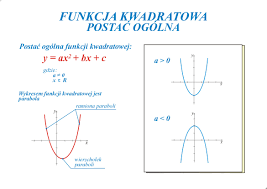 FUNKCJA KWADRATOWA
POSTAĆ OGÓLNA
Postać ogólna funkcji kwadratowej:
y = ax² + bx + c
gdzie
x ∈ R
Wykresem funkcji kwadratowej jest
parabola
ramiona paraboli
wierzchołek
paraboli
a > 0
a < 0